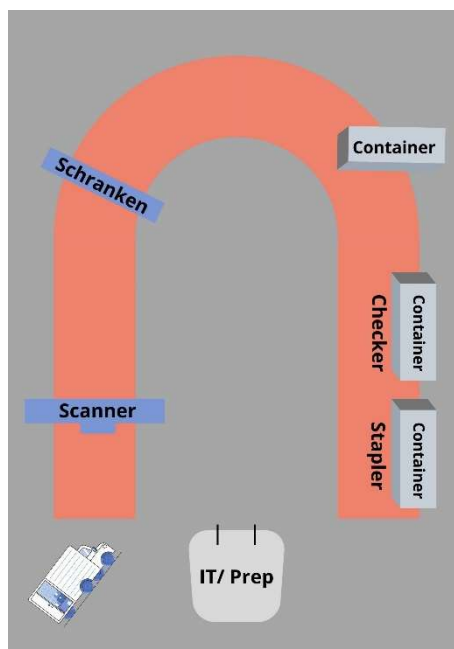 Schranken
Container
Checker
Container
Scanner
Stapler
Container
IT/ Prep